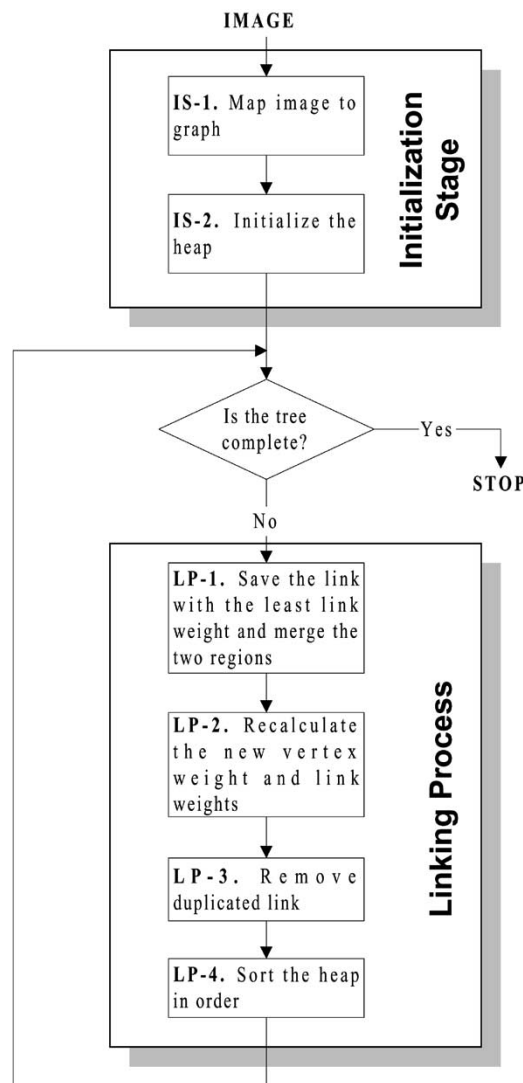 IMAGE
IS-1. Map image to
graph
IS-2. Initialize the
heap
Initialization
Stage
Is the tree
complete?
Yes
STOP
No
LP-1. Save the link
with the least link
weight and merge the
two regions
LP-2. Recalculate
the new vertex
weight and link
weights
LP-3. Remove
duplicated link
LP-4. Sort the heap
in order
Linking Process